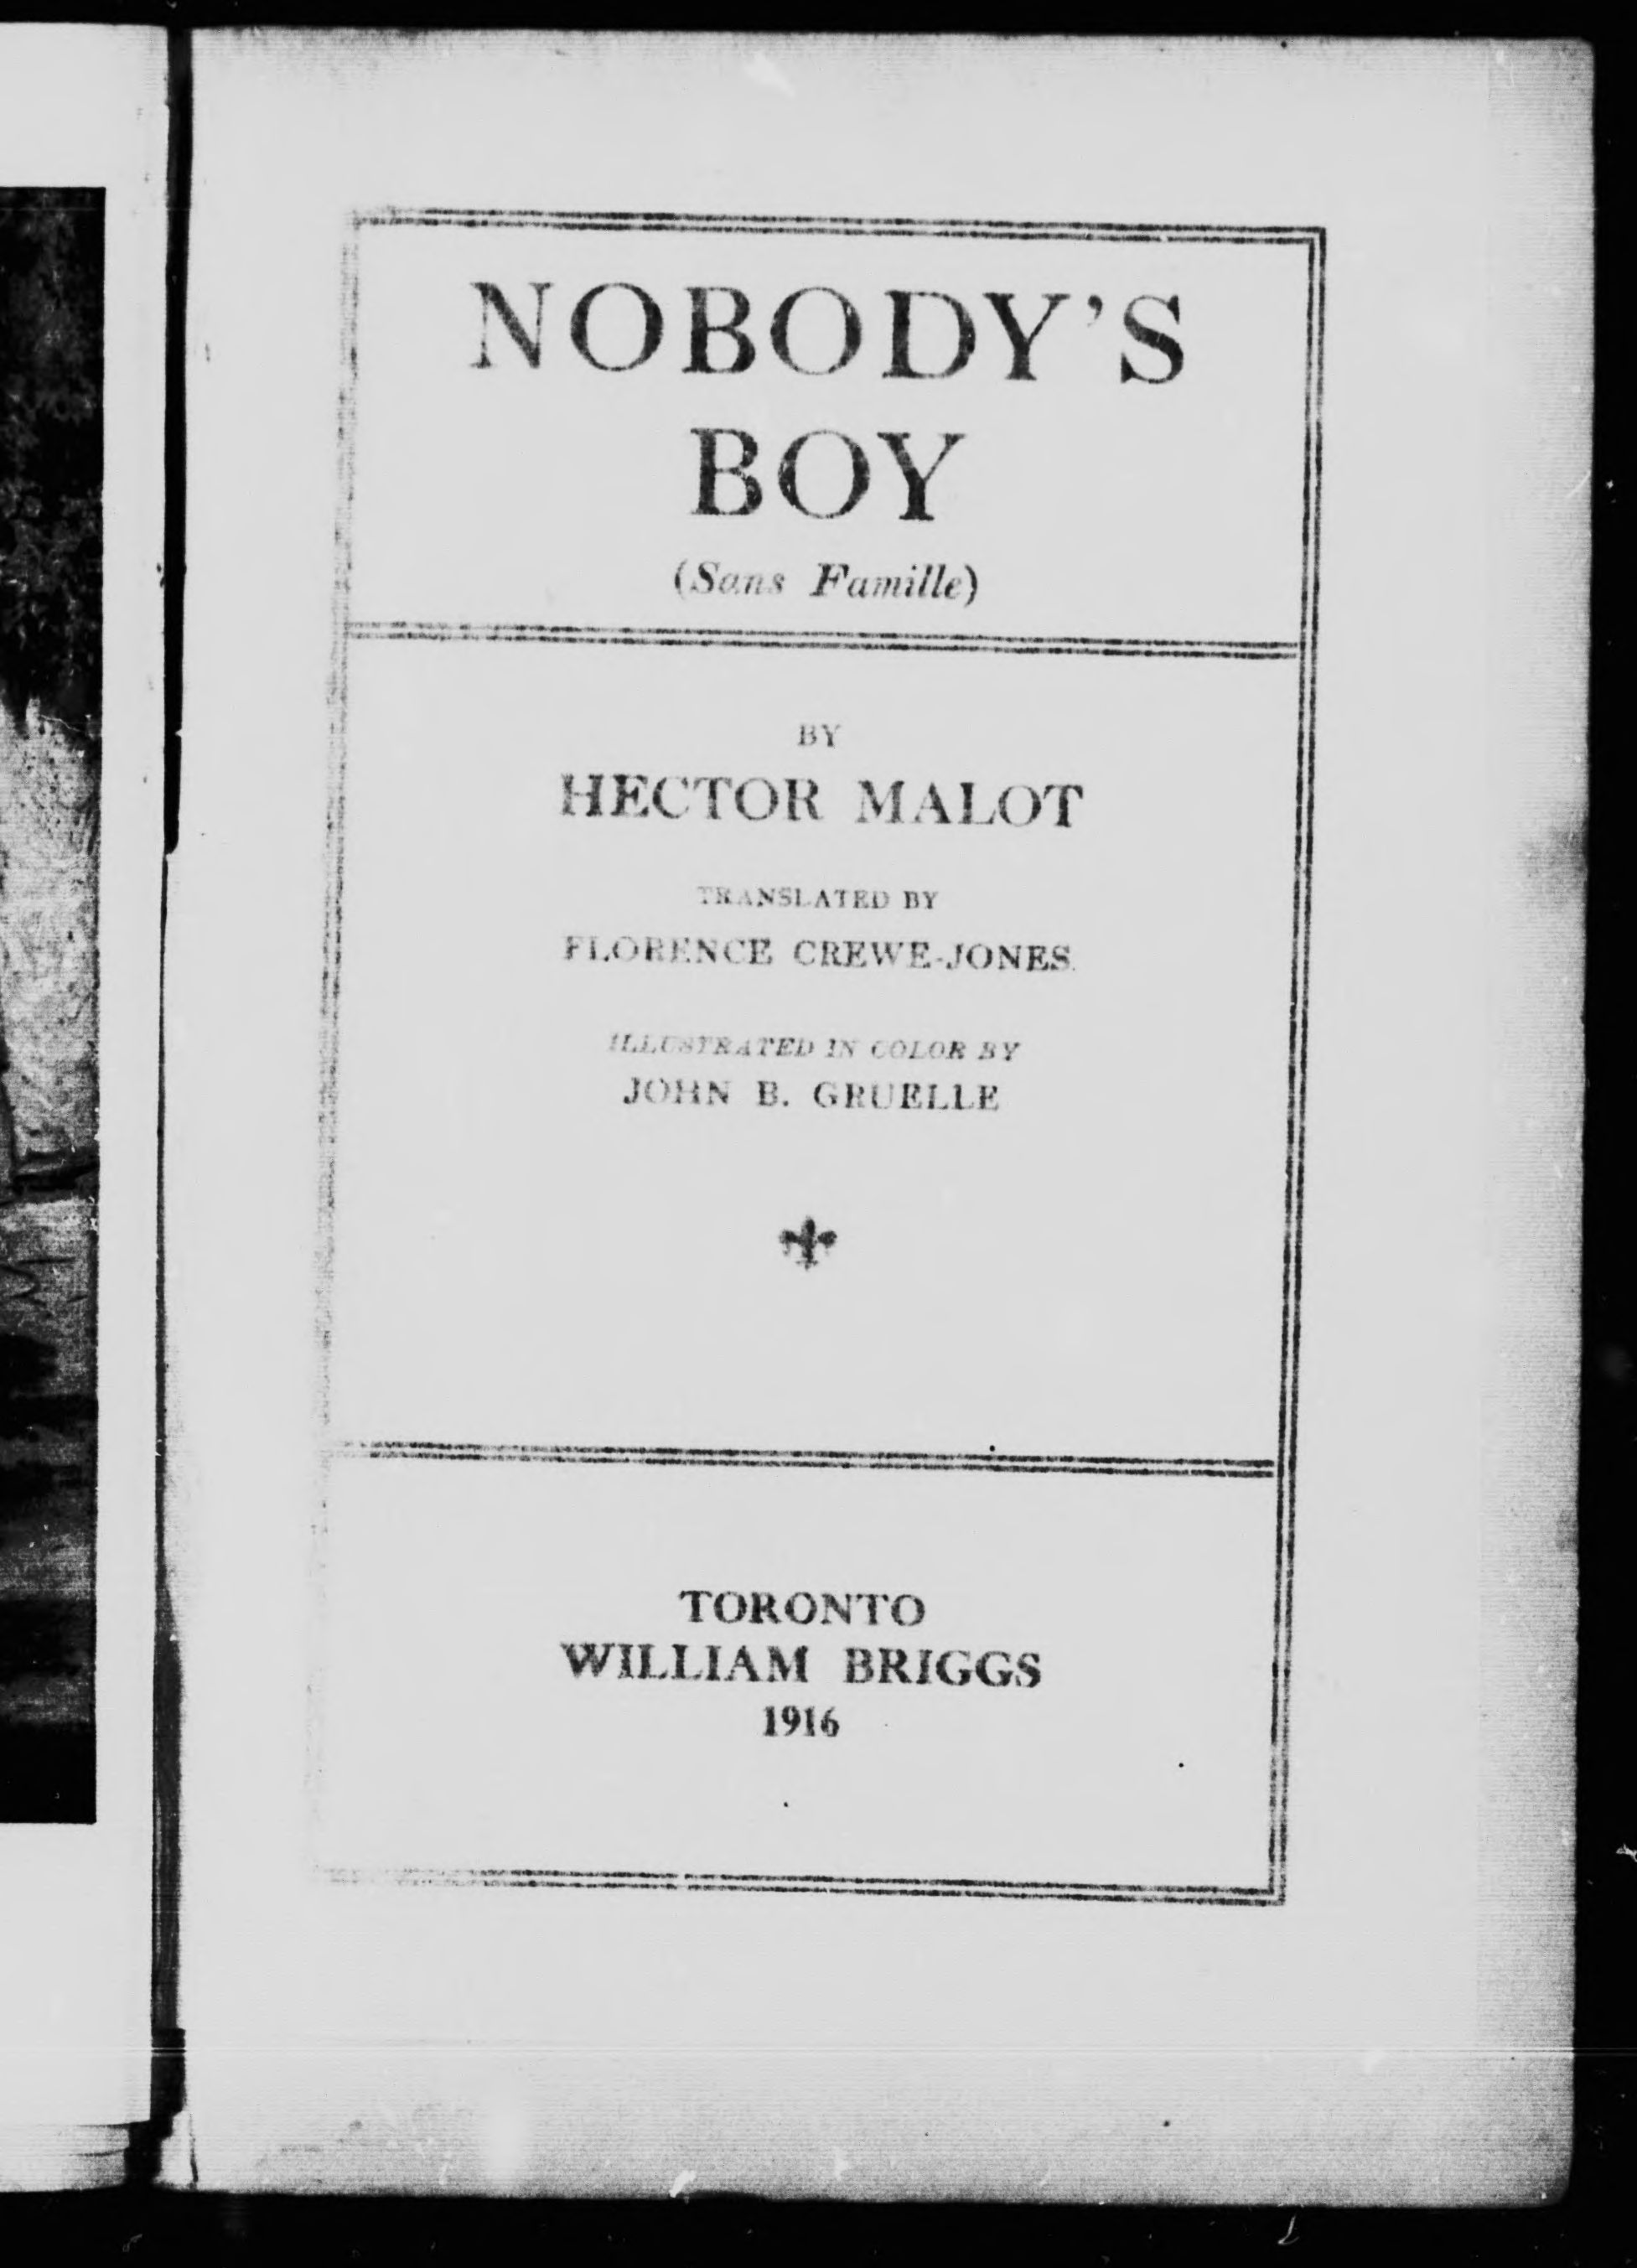 NOBODY'S
BOY
(Sans Famille)
BY
HECTOR MALOT
TRANSLATED BY
FLORENCE CREWE-JONES
ILLUSTRATED IN COLOR BY
JOHN B. GRUELLE
TORONTO
WILLIAM BRIGGS
1916